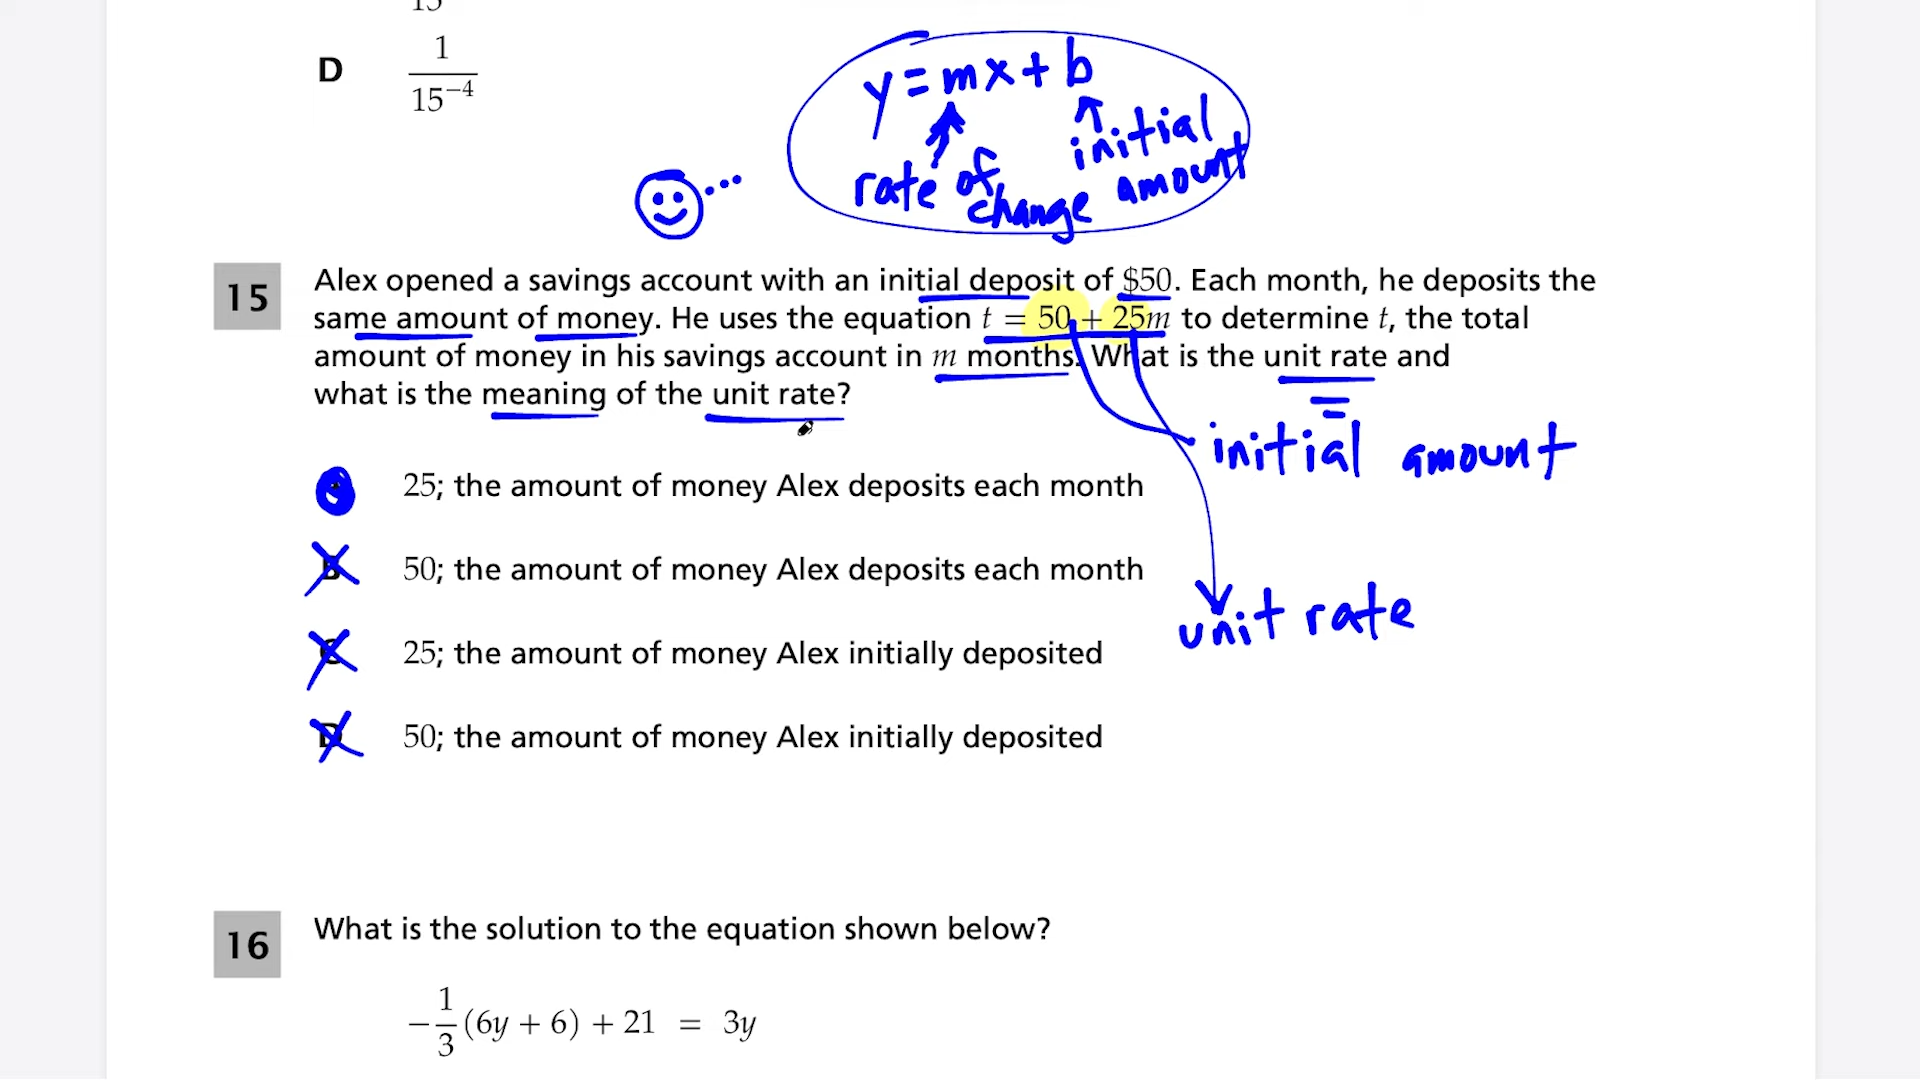 D 1
15⁻⁴
y = mx + b
rate of change
initial amount
15 Alex opened a savings account with an initial deposit of $50. Each month, he deposits the
same amount of money. He uses the equation t = 50 + 25m to determine t, the total
amount of money in his savings account in m months. What is the unit rate and
what is the meaning of the unit rate?
initial amount
25; the amount of money Alex deposits each month
B 50; the amount of money Alex deposits each month
unit rate
C 25; the amount of money Alex initially deposited
D 50; the amount of money Alex initially deposited
16 What is the solution to the equation shown below?
−1/3(6y + 6) + 21 = 3y